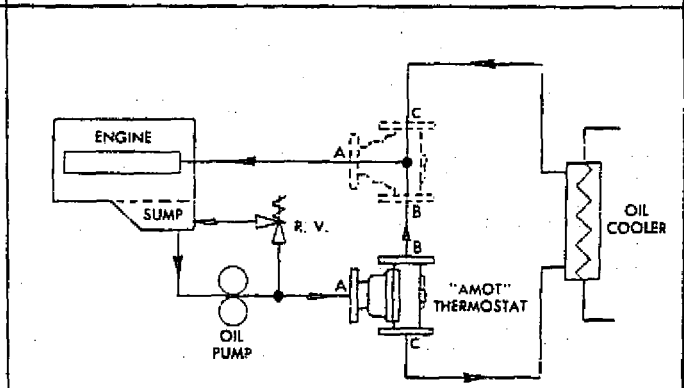 C
ENGINE
A
SUMP
B
R. V.
B
OIL
COOLER
A
"AMOT"
THERMOSTAT
C
OIL
PUMP